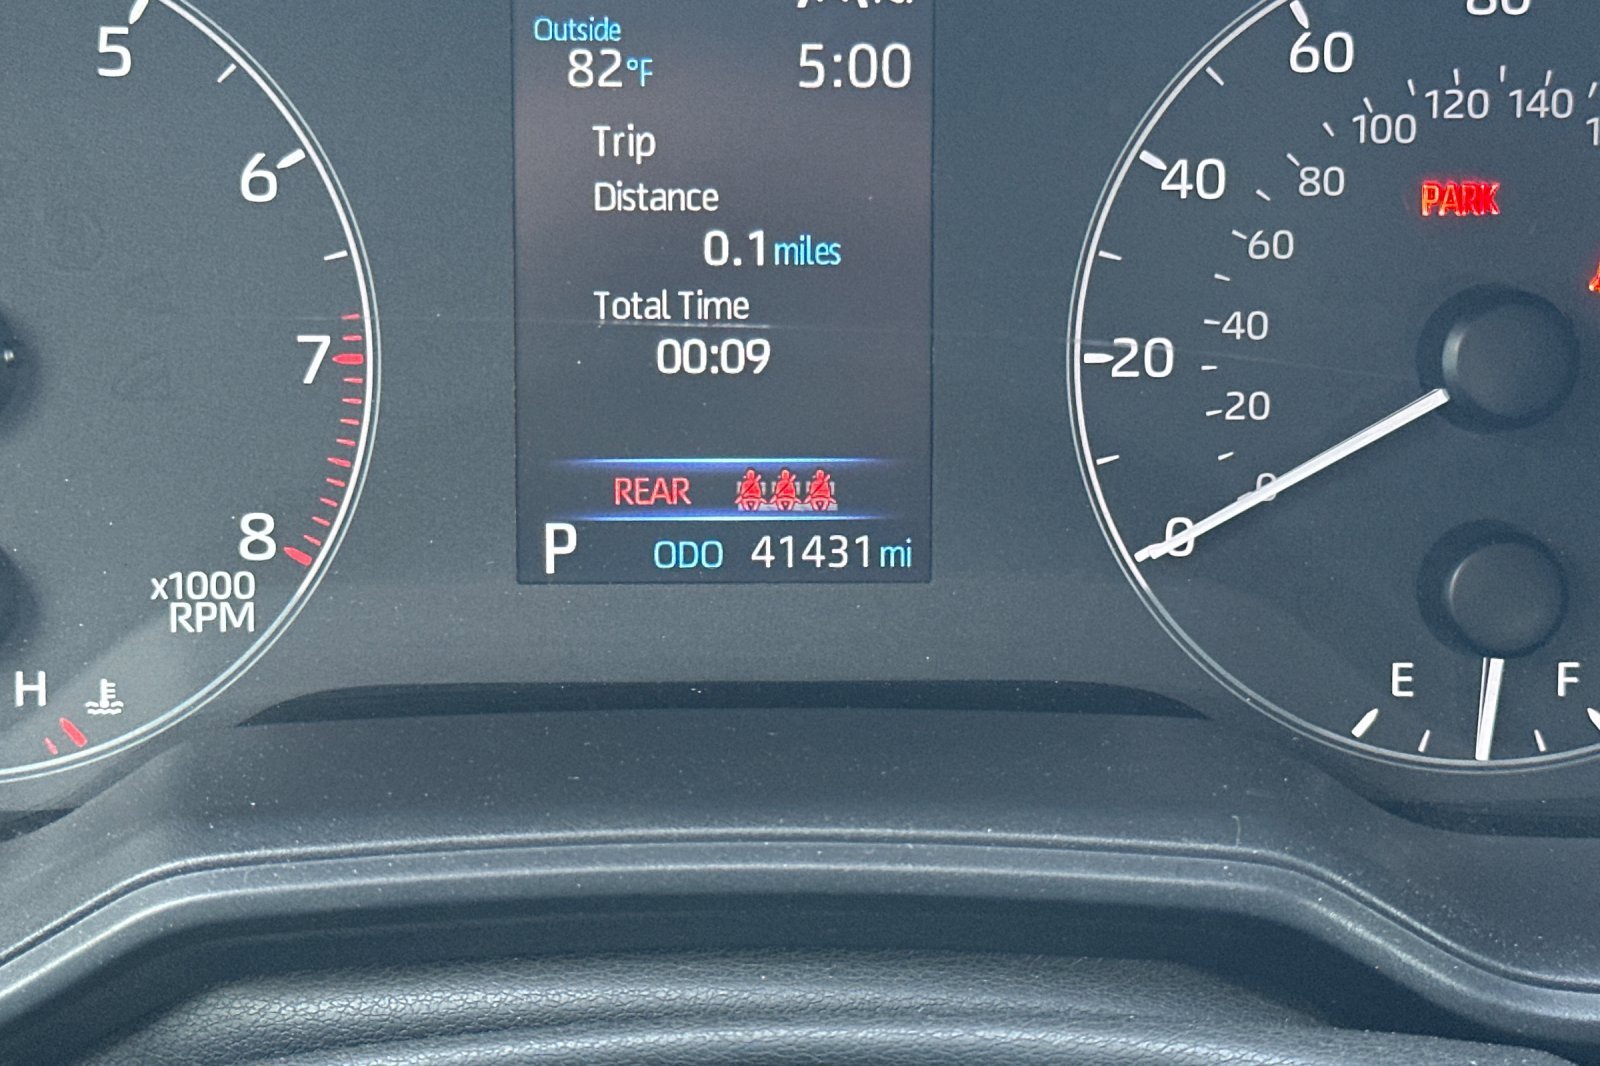 Outside
82°F 5:00
Trip
Distance
0.1 miles
Total Time
00:09
REAR
P ODO 41431 mi
5
6
7
8
x1000
RPM
H
60
40
20
0
140
120
100
80
60
40
20
0
PARK
E F